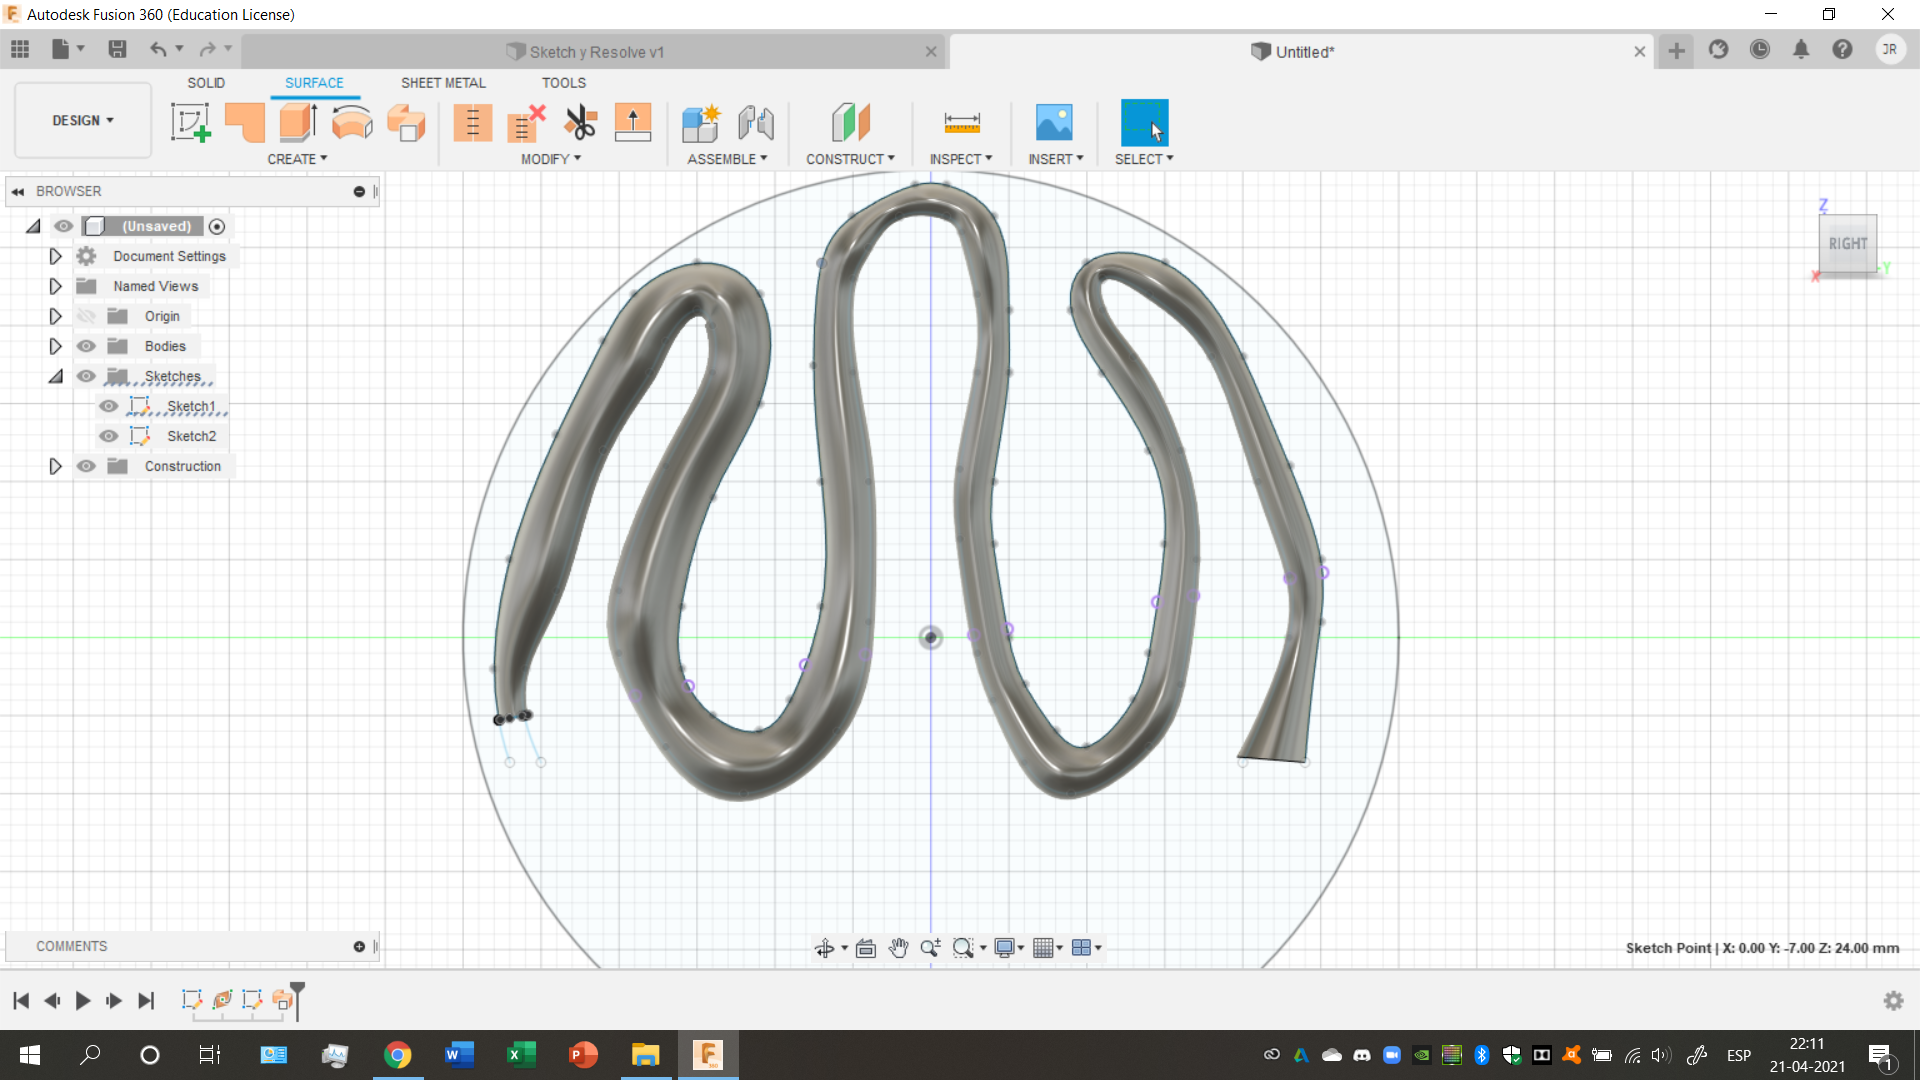 Autodesk Fusion 360 (Education License)
Sketch y Resolve v1
Untitled*
JR
SOLID SURFACE SHEET METAL TOOLS
DESIGN
CREATE MODIFY ASSEMBLE CONSTRUCT INSPECT INSERT SELECT
BROWSER
(Unsaved)
Document Settings
Named Views
Origin
Bodies
Sketches
Sketch1
Sketch2
Construction
Z
RIGHT
X
Y
COMMENTS
Sketch Point | X: 0.00 Y: -7.00 Z: 24.00 mm
ESP
22:11
21-04-2021
1